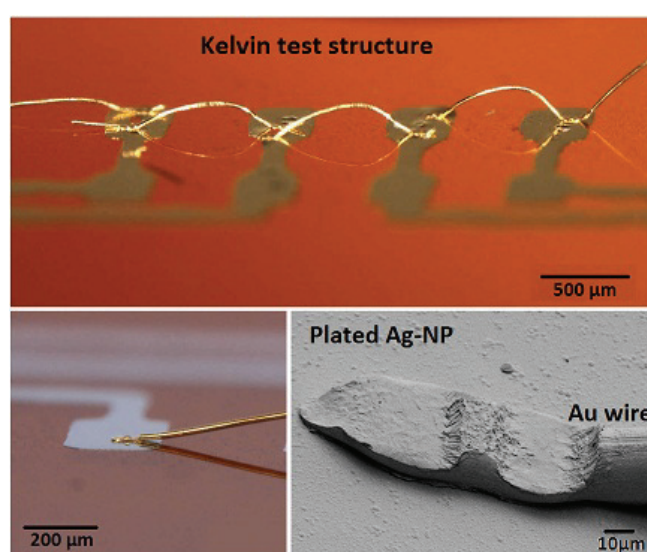 Kelvin test structure
500 µm
Plated Ag-NP
Au wire
200 µm
10µm